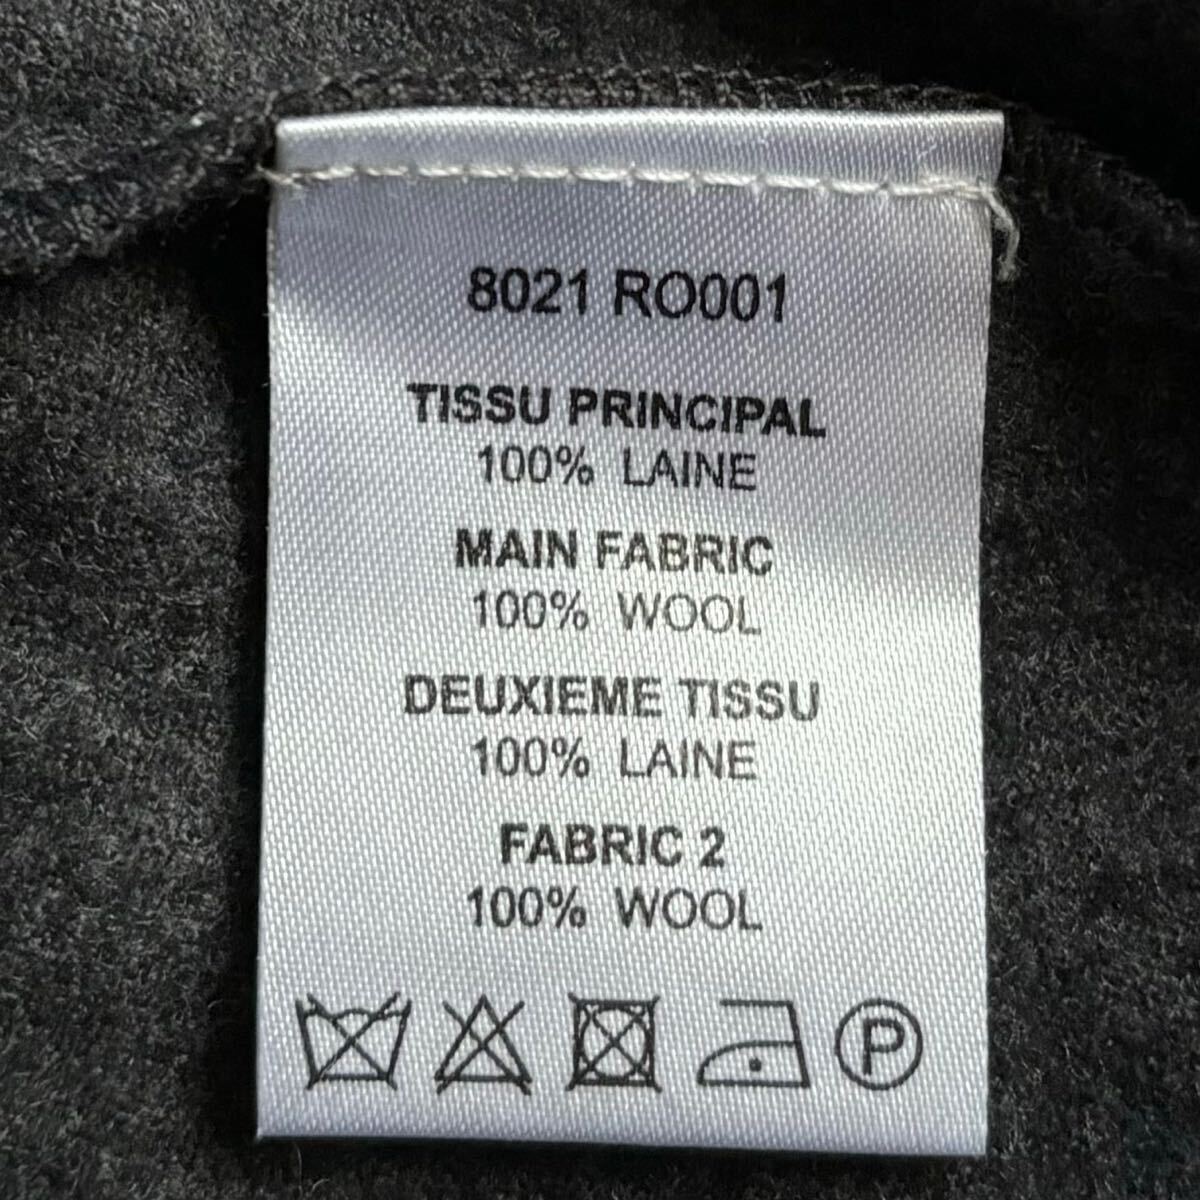 8021 RO001
TISSU PRINCIPAL
100% LAINE
MAIN FABRIC
100% WOOL
DEUXIEME TISSU
100% LAINE
FABRIC 2
100% WOOL
P